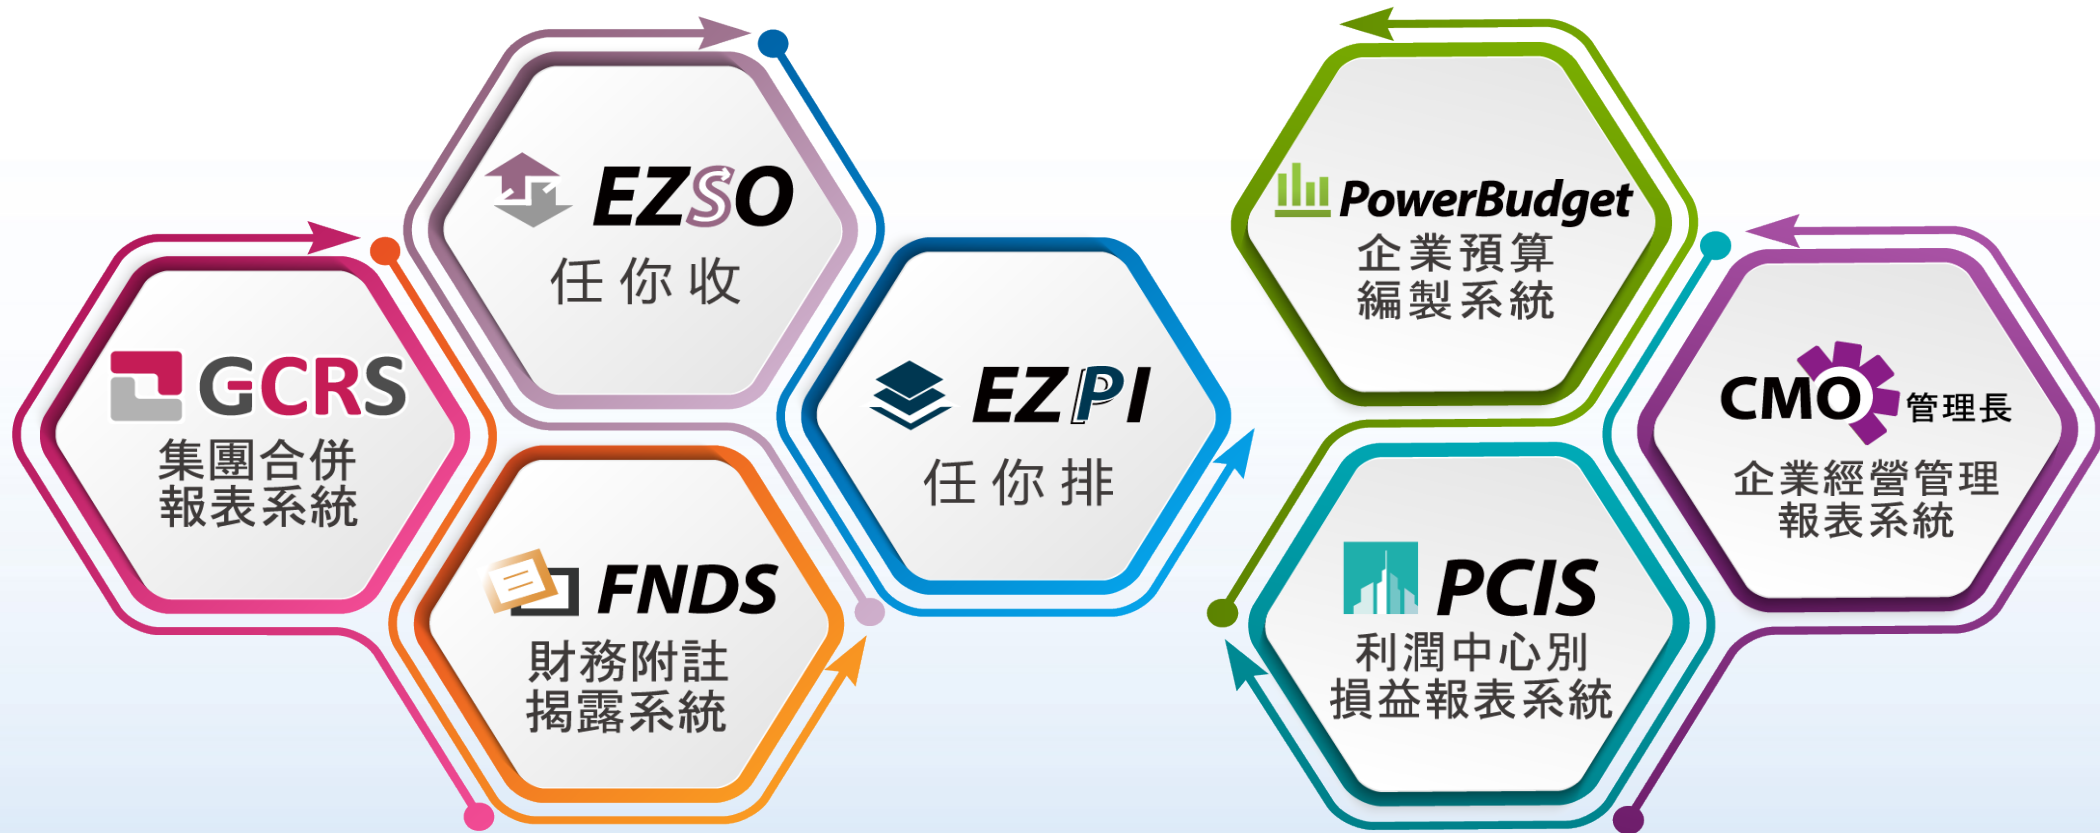 GCRS
集團合併
報表系統
EZSO
任你收
FNDS
財務附註
揭露系統
EZPI
任你排
PowerBudget
企業預算
編製系統
PCIS
利潤中心別
損益報表系統
CMO 管理長
企業經營管理
報表系統